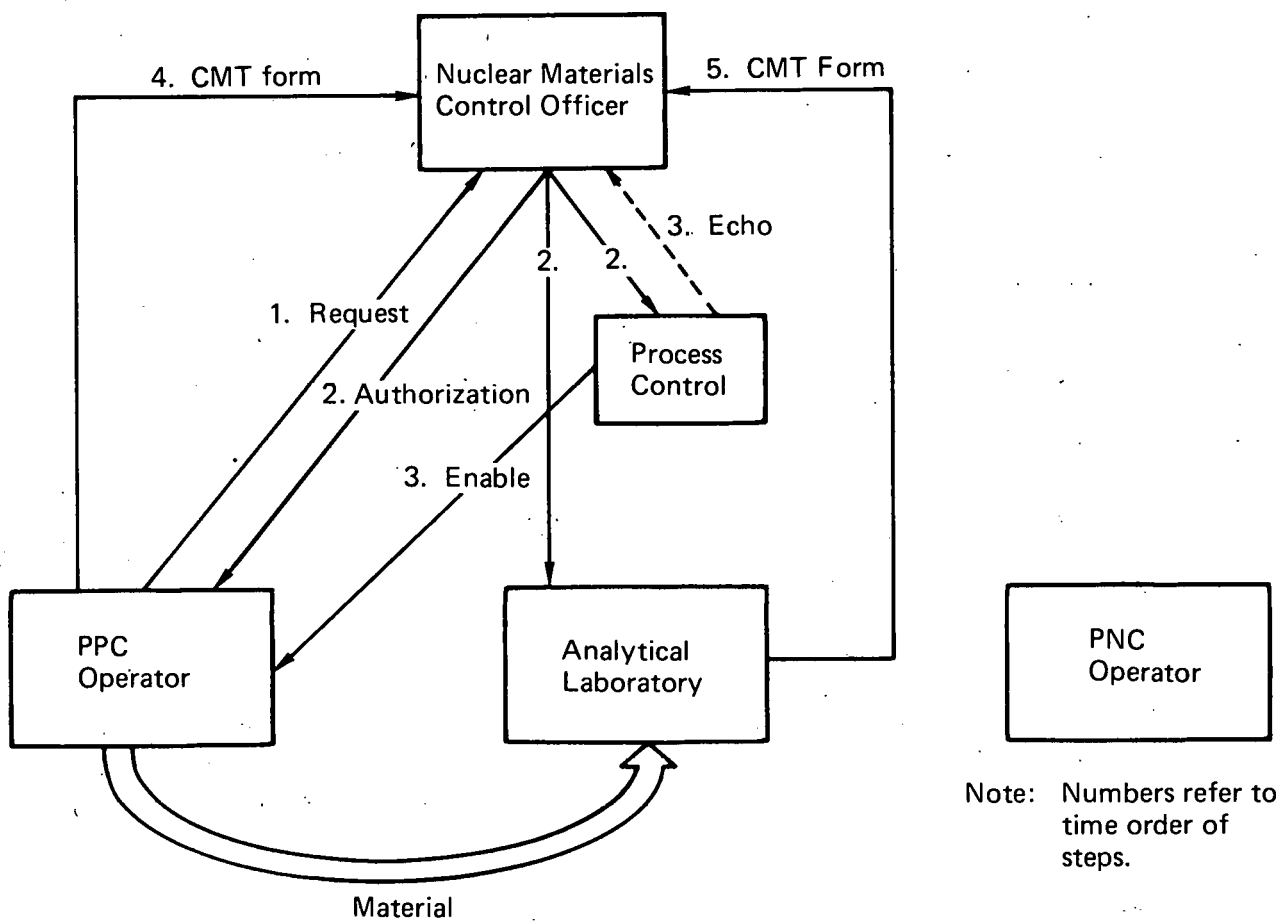 4. CMT form
Nuclear Materials
Control Officer
5. CMT Form
3. Echo
2.
2.
1. Request
Process
Control
2. Authorization
3. Enable
PPC
Operator
Analytical
Laboratory
PNC
Operator
Note: Numbers refer to
time order of
steps.
Material